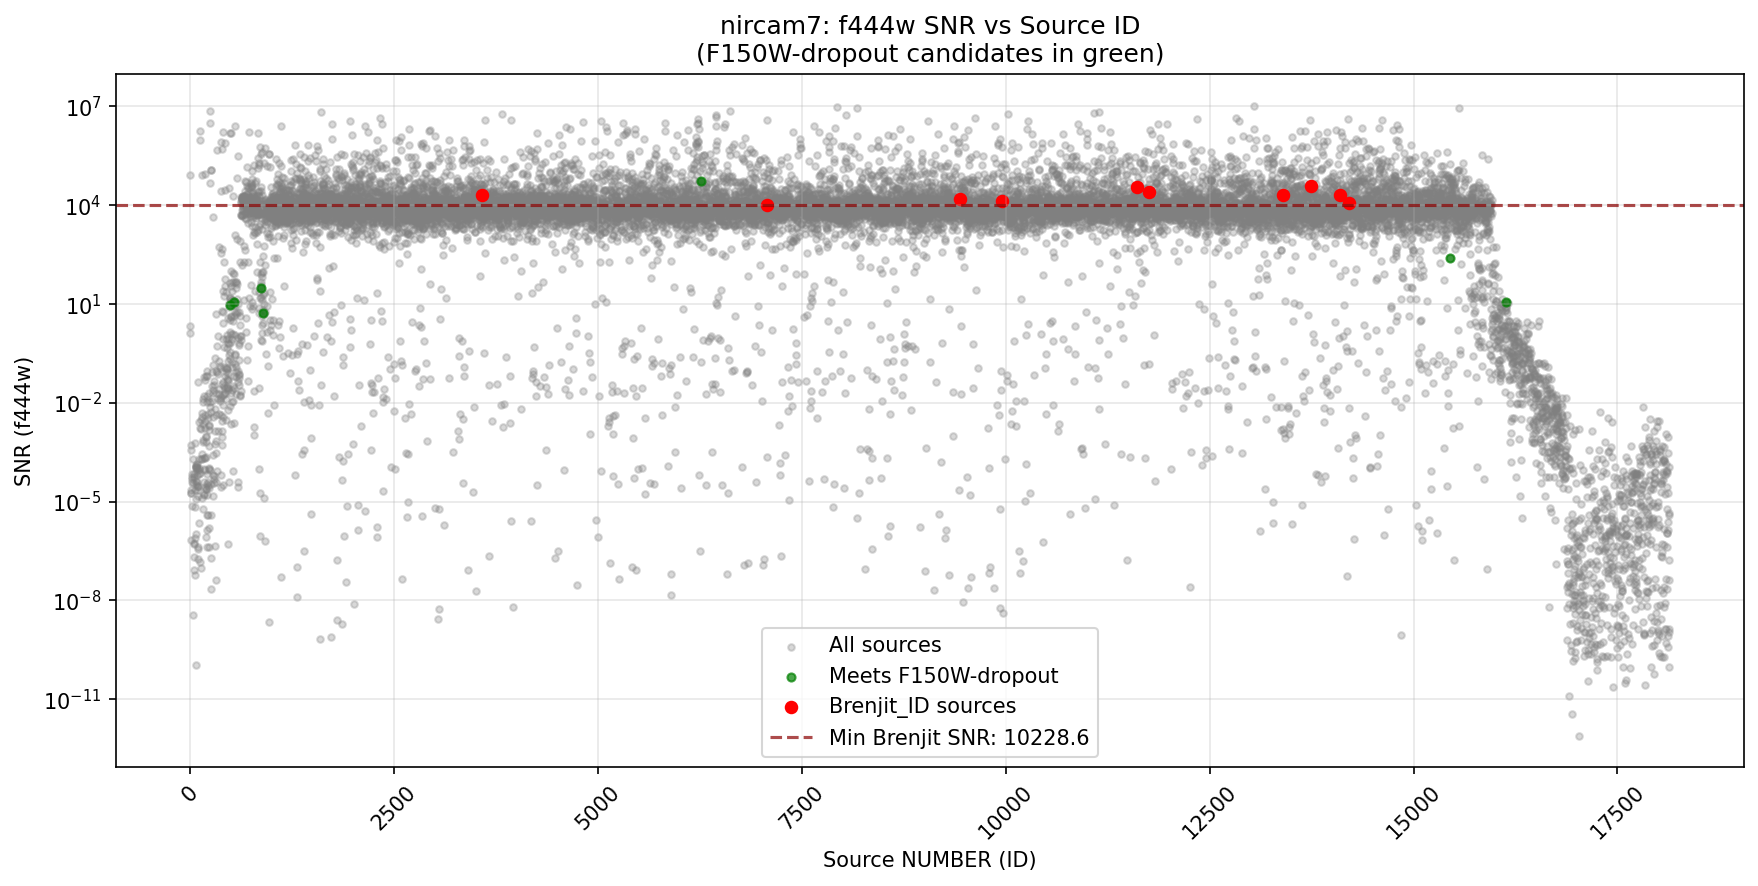 nircam7: f444w SNR vs Source ID
(F150W-dropout candidates in green)
SNR (f444w)
10^7
10^4
10^1
10^-2
10^-5
10^-8
10^-11
All sources
Meets F150W-dropout
Brenjit_ID sources
Min Brenjit SNR: 10228.6
0
2500
5000
7500
10000
12500
15000
17500
Source NUMBER (ID)